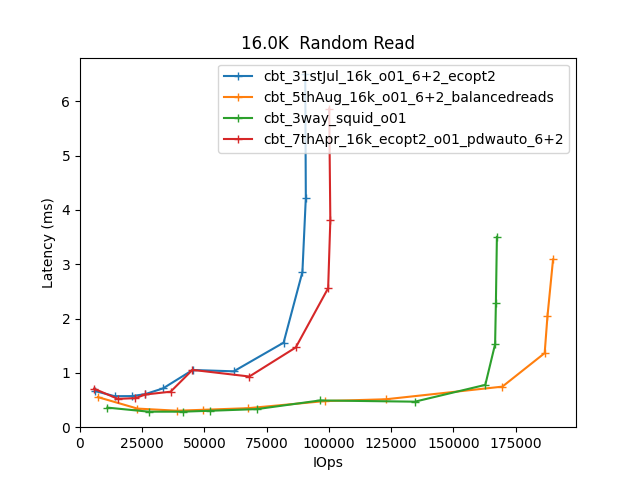 16.0K  Random Read
cbt_31stJul_16k_o01_6+2_ecopt2
cbt_5thAug_16k_o01_6+2_balancedreads
cbt_3way_squid_o01
cbt_7thApr_16k_ecopt2_o01_pdwauto_6+2
Latency (ms)
6
5
4
3
2
1
0
0 25000 50000 75000 100000 125000 150000 175000
IOps